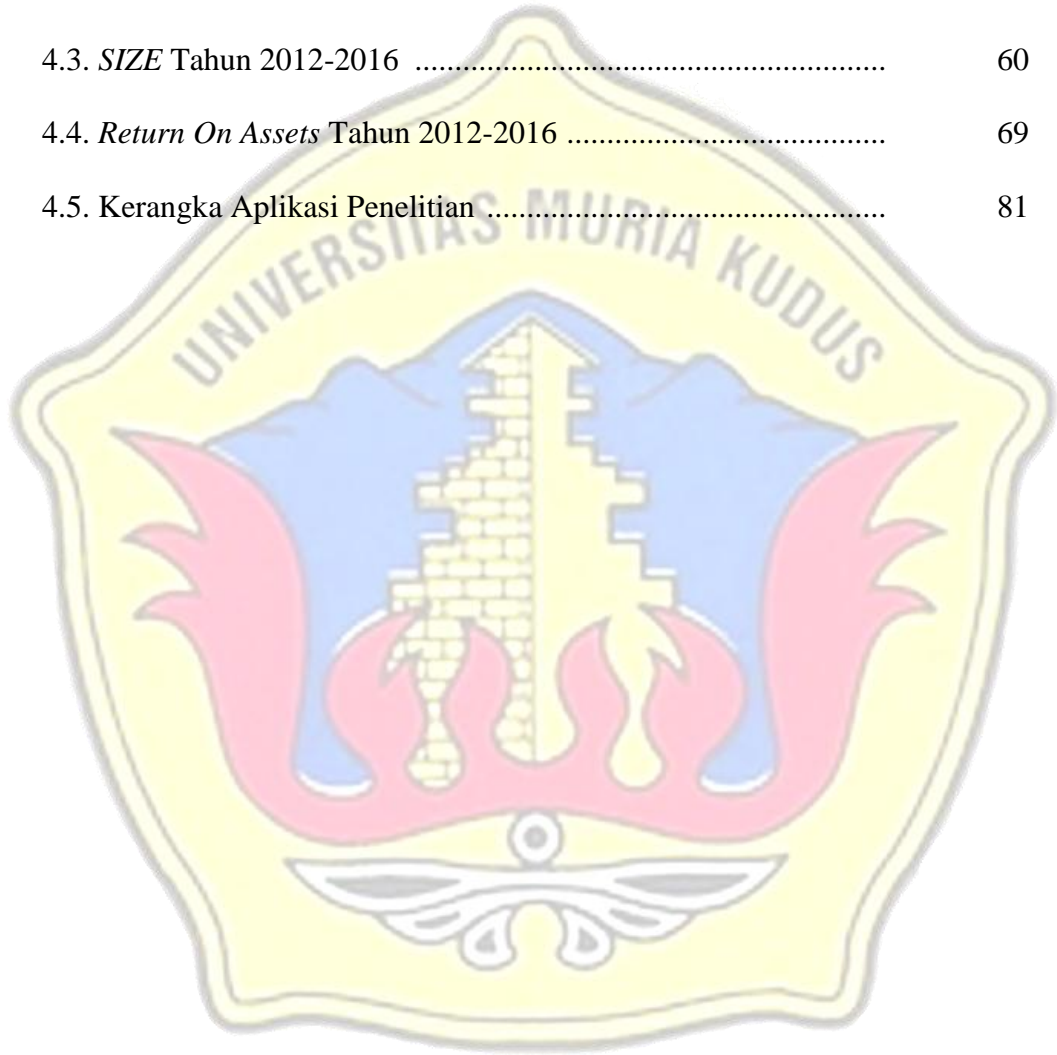 4.3. SIZE Tahun 2012-2016 ........................................................... 60
4.4. Return On Assets Tahun 2012-2016 ........................................ 69
4.5. Kerangka Aplikasi Penelitian .................................................. 81
UNIVERSITAS MURIA KUDUS